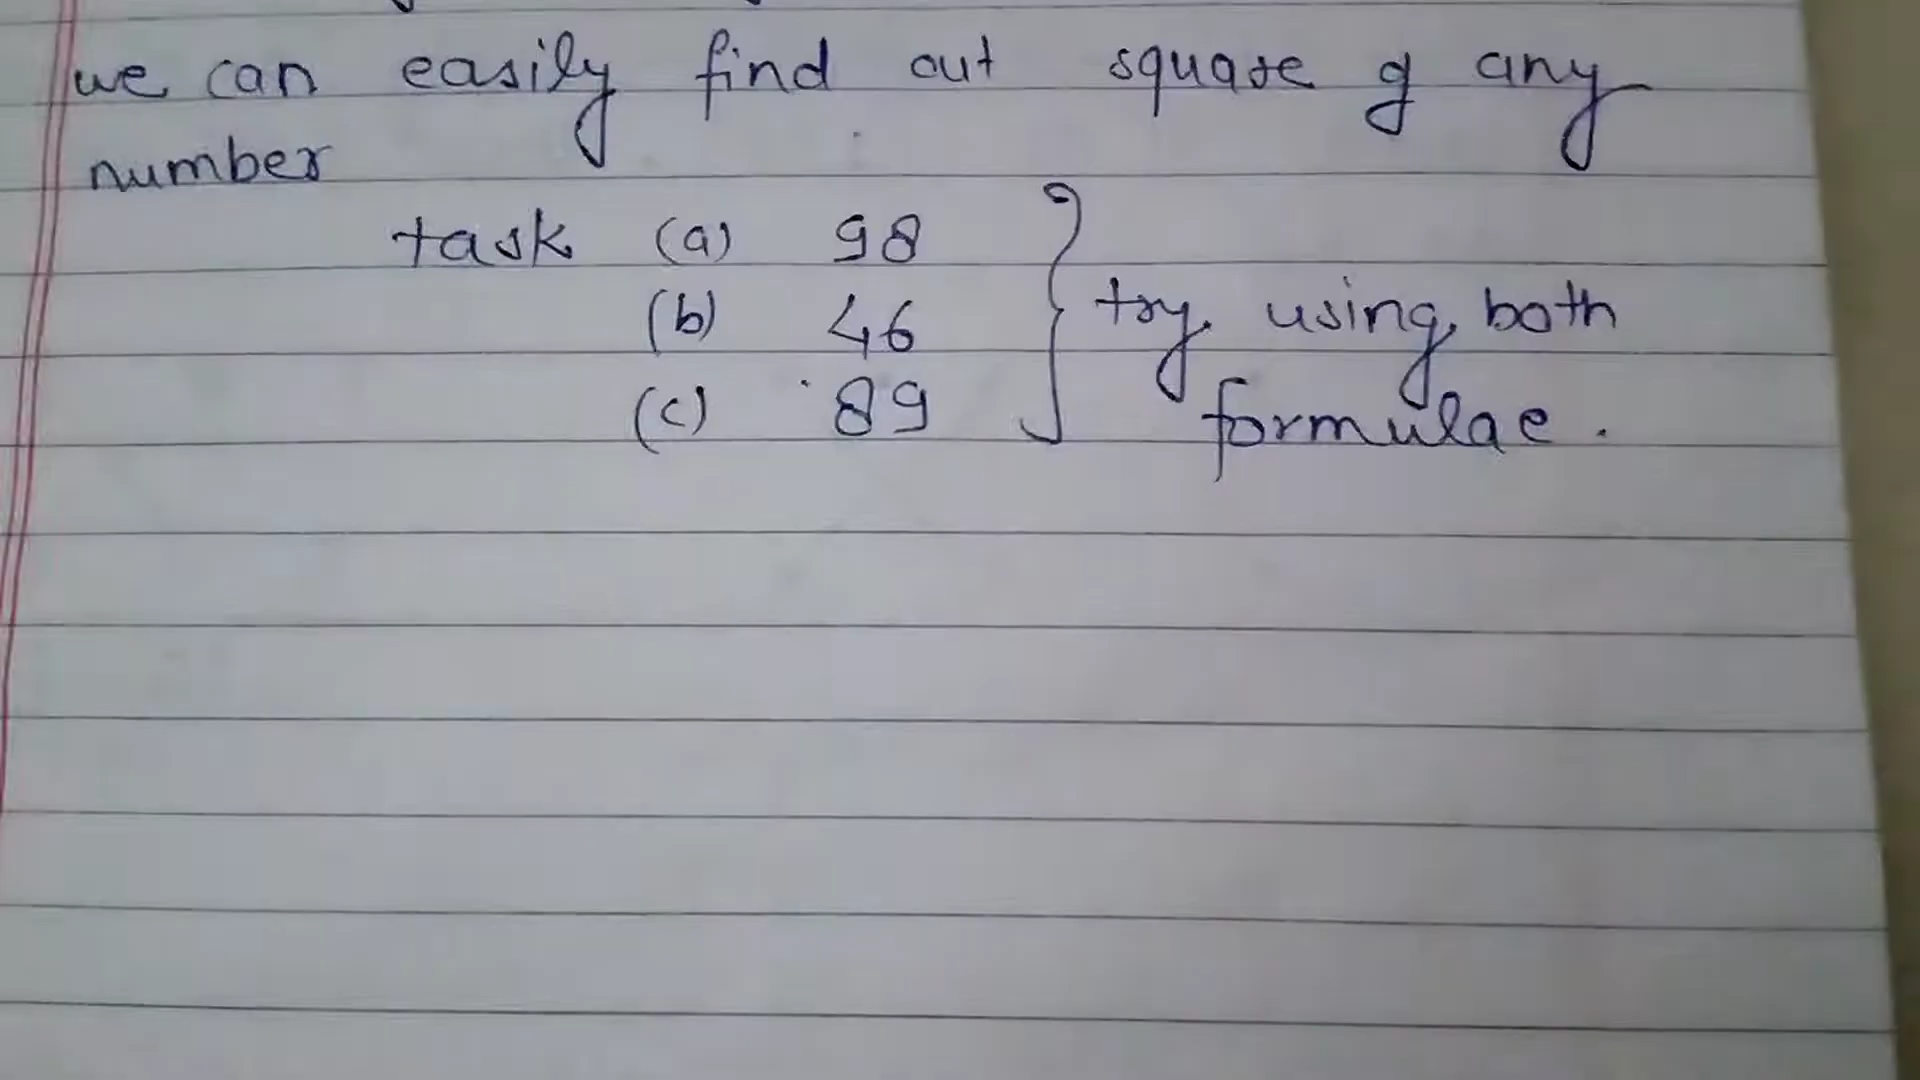 we can easily find out square of any
number
task (a) 98
(b) 46
(c) 89
try using both
formulae.